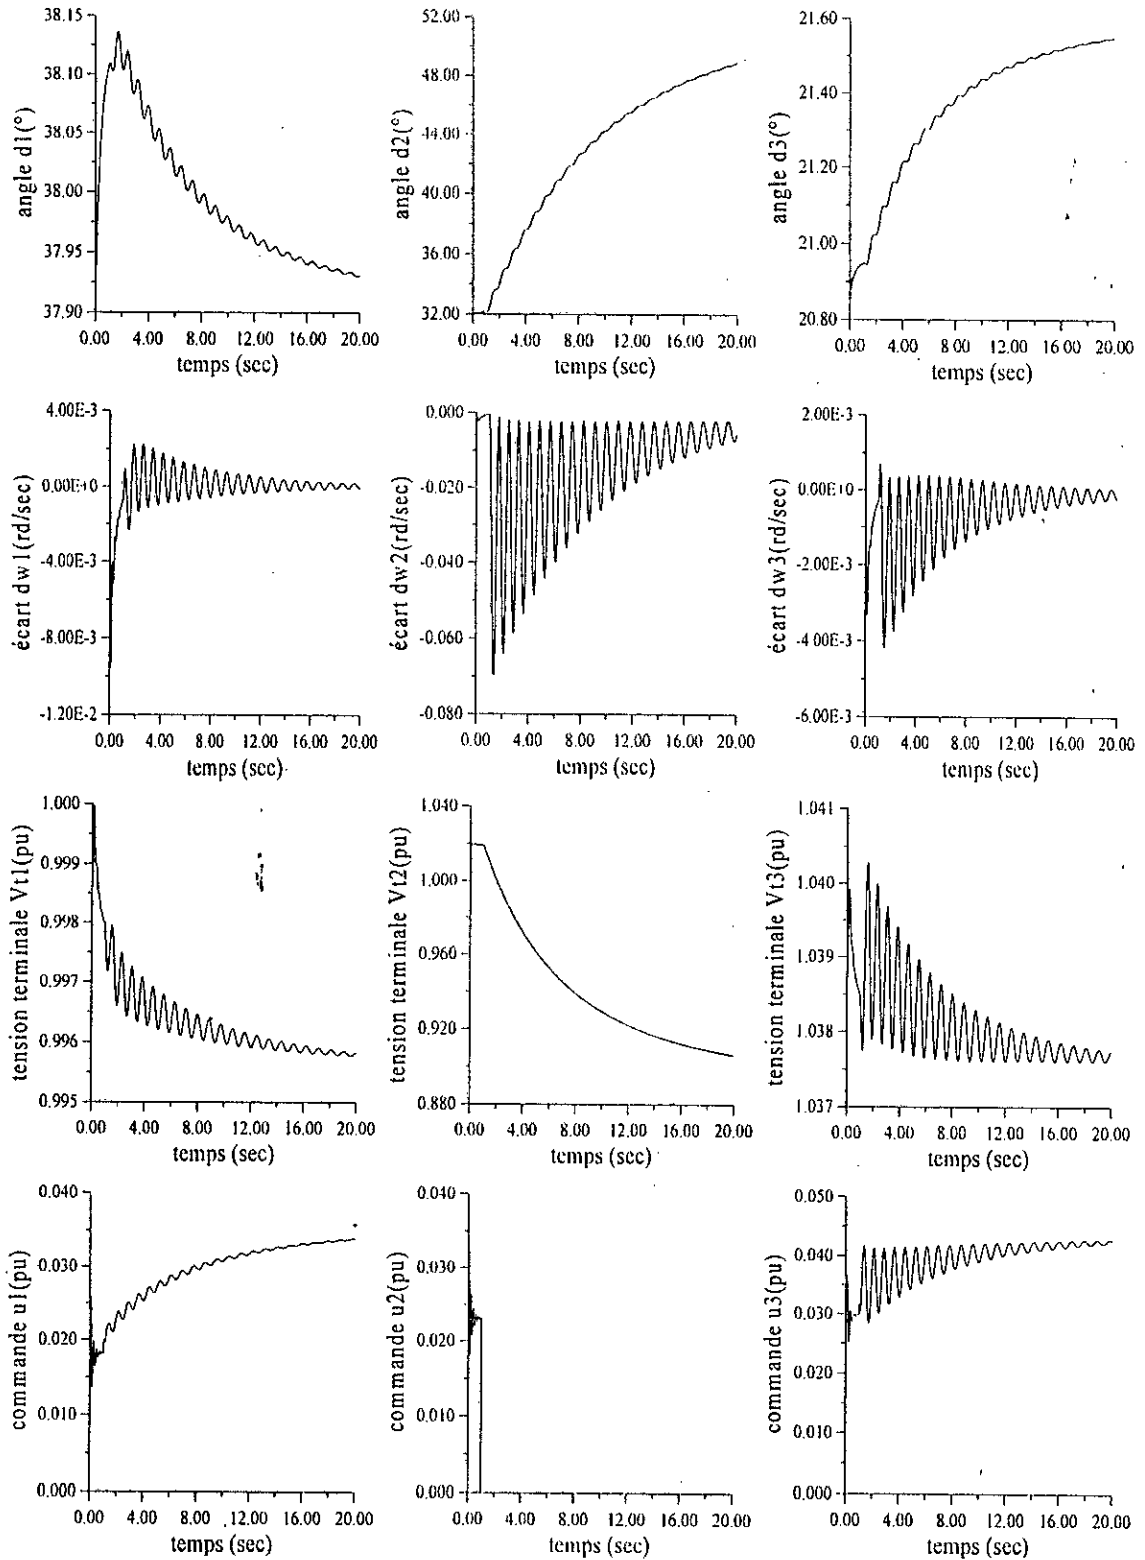 angle d1(°)
38.15
38.10
38.05
38.00
37.95
37.90
0.00 4.00 8.00 12.00 16.00 20.00
temps (sec)
angle d2(°)
52.00
48.00
44.00
40.00
36.00
32.00
0.00 4.00 8.00 12.00 16.00 20.00
temps (sec)
angle d3(°)
21.60
21.40
21.20
21.00
20.80
0.00 4.00 8.00 12.00 16.00 20.00
temps (sec)
écart dw1(rd/sec)
4.00E-3
0.00E+0
-4.00E-3
-8.00E-3
-1.20E-2
0.00 4.00 8.00 12.00 16.00 20.00
temps (sec)
écart dw2(rd/sec)
0.000
-0.020
-0.040
-0.060
-0.080
0.00 4.00 8.00 12.00 16.00 20.00
temps (sec)
écart dw3(rd/sec)
2.00E-3
0.00E+0
-2.00E-3
-4.00E-3
-6.00E-3
0.00 4.00 8.00 12.00 16.00 20.00
temps (sec)
tension terminale Vt1(pu)
1.000
0.999
0.998
0.997
0.996
0.995
0.00 4.00 8.00 12.00 16.00 20.00
temps (sec)
tension terminale Vt2(pu)
1.040
1.000
0.960
0.920
0.880
0.00 4.00 8.00 12.00 16.00 20.00
temps (sec)
tension terminale Vt3(pu)
1.041
1.040
1.039
1.038
1.037
0.00 4.00 8.00 12.00 16.00 20.00
temps (sec)
commande u1(pu)
0.040
0.030
0.020
0.010
0.000
0.00 4.00 8.00 12.00 16.00 20.00
temps (sec)
commande u2(pu)
0.040
0.030
0.020
0.010
0.000
0.00 4.00 8.00 12.00 16.00 20.00
temps (sec)
commande u3(pu)
0.050
0.040
0.030
0.020
0.010
0.000
0.00 4.00 8.00 12.00 16.00 20.00
temps (sec)